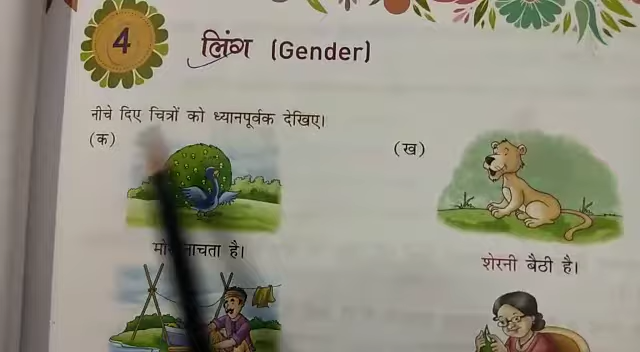 4
लिंग (Gender)
नीचे दिए चित्रों को ध्यानपूर्वक देखिए।
(क)
(ख)
नाचता है।
शेरनी बैठी है।